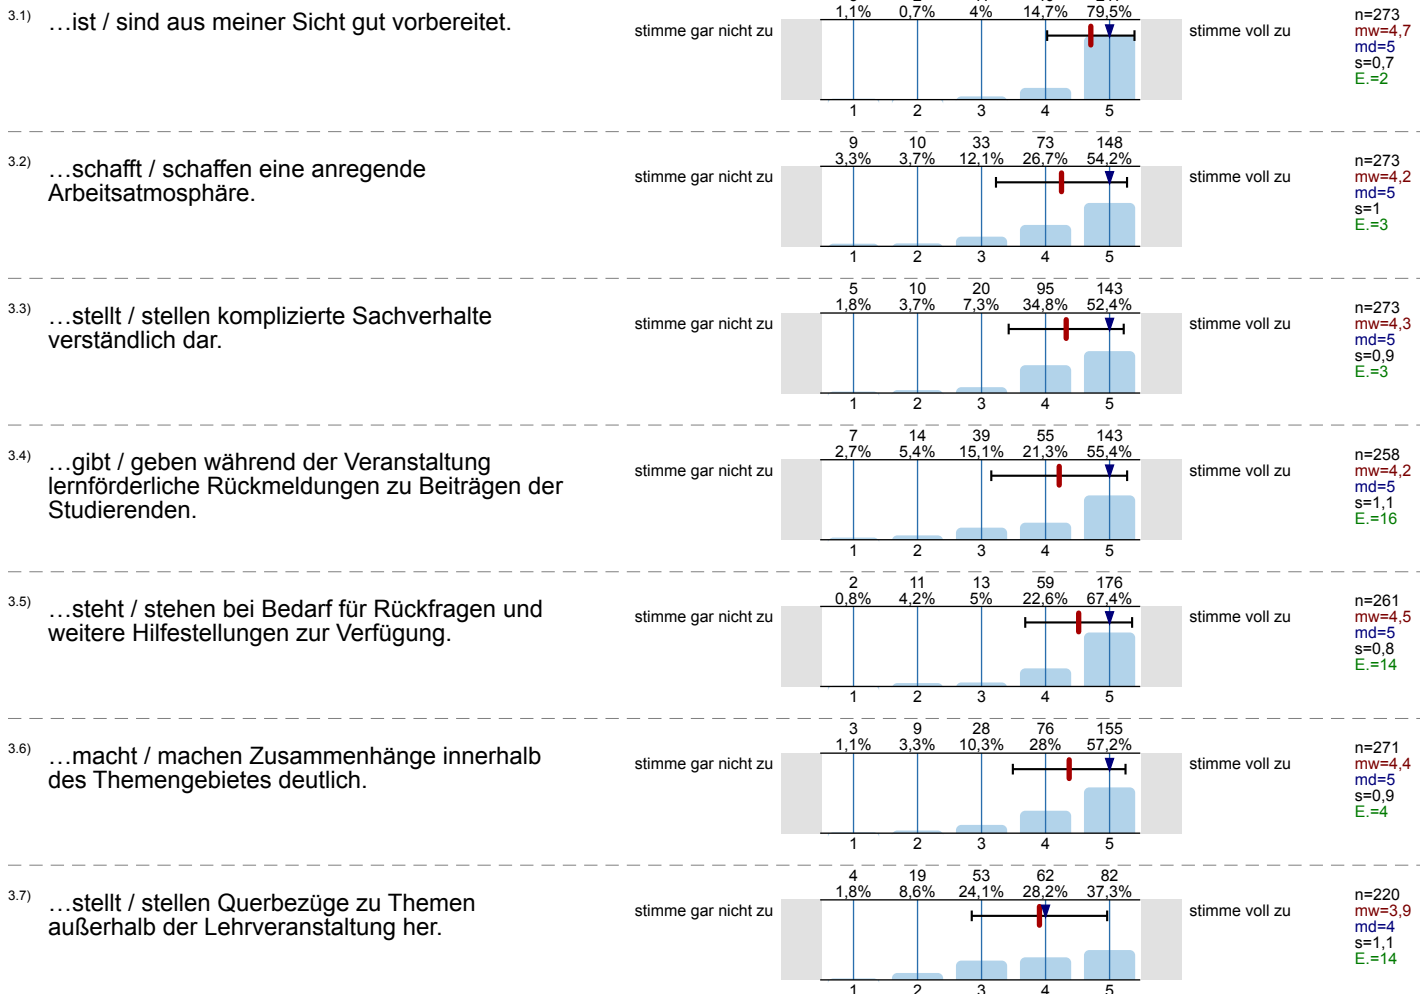 1,1% 0,7% 4% 14,7% 79,5%
3.1) …ist / sind aus meiner Sicht gut vorbereitet.
stimme gar nicht zu stimme voll zu
n=273
mw=4,7
md=5
s=0,7
E.=2
1 2 3 4 5
9 10 33 73 148
3,3% 3,7% 12,1% 26,7% 54,2%
3.2) …schafft / schaffen eine anregende
Arbeitsatmosphäre.
stimme gar nicht zu stimme voll zu
n=273
mw=4,2
md=5
s=1
E.=3
1 2 3 4 5
5 10 20 95 143
1,8% 3,7% 7,3% 34,8% 52,4%
3.3) …stellt / stellen komplizierte Sachverhalte
verständlich dar.
stimme gar nicht zu stimme voll zu
n=273
mw=4,3
md=5
s=0,9
E.=3
1 2 3 4 5
7 14 39 55 143
2,7% 5,4% 15,1% 21,3% 55,4%
3.4) …gibt / geben während der Veranstaltung
lernförderliche Rückmeldungen zu Beiträgen der
Studierenden.
stimme gar nicht zu stimme voll zu
n=258
mw=4,2
md=5
s=1,1
E.=16
1 2 3 4 5
2 11 13 59 176
0,8% 4,2% 5% 22,6% 67,4%
3.5) …steht / stehen bei Bedarf für Rückfragen und
weitere Hilfestellungen zur Verfügung.
stimme gar nicht zu stimme voll zu
n=261
mw=4,5
md=5
s=0,8
E.=14
1 2 3 4 5
3 9 28 76 155
1,1% 3,3% 10,3% 28% 57,2%
3.6) …macht / machen Zusammenhänge innerhalb
des Themengebietes deutlich.
stimme gar nicht zu stimme voll zu
n=271
mw=4,4
md=5
s=0,9
E.=4
1 2 3 4 5
4 19 53 62 82
1,8% 8,6% 24,1% 28,2% 37,3%
3.7) …stellt / stellen Querbezüge zu Themen
außerhalb der Lehrveranstaltung her.
stimme gar nicht zu stimme voll zu
n=220
mw=3,9
md=4
s=1,1
E.=14
1 2 3 4 5